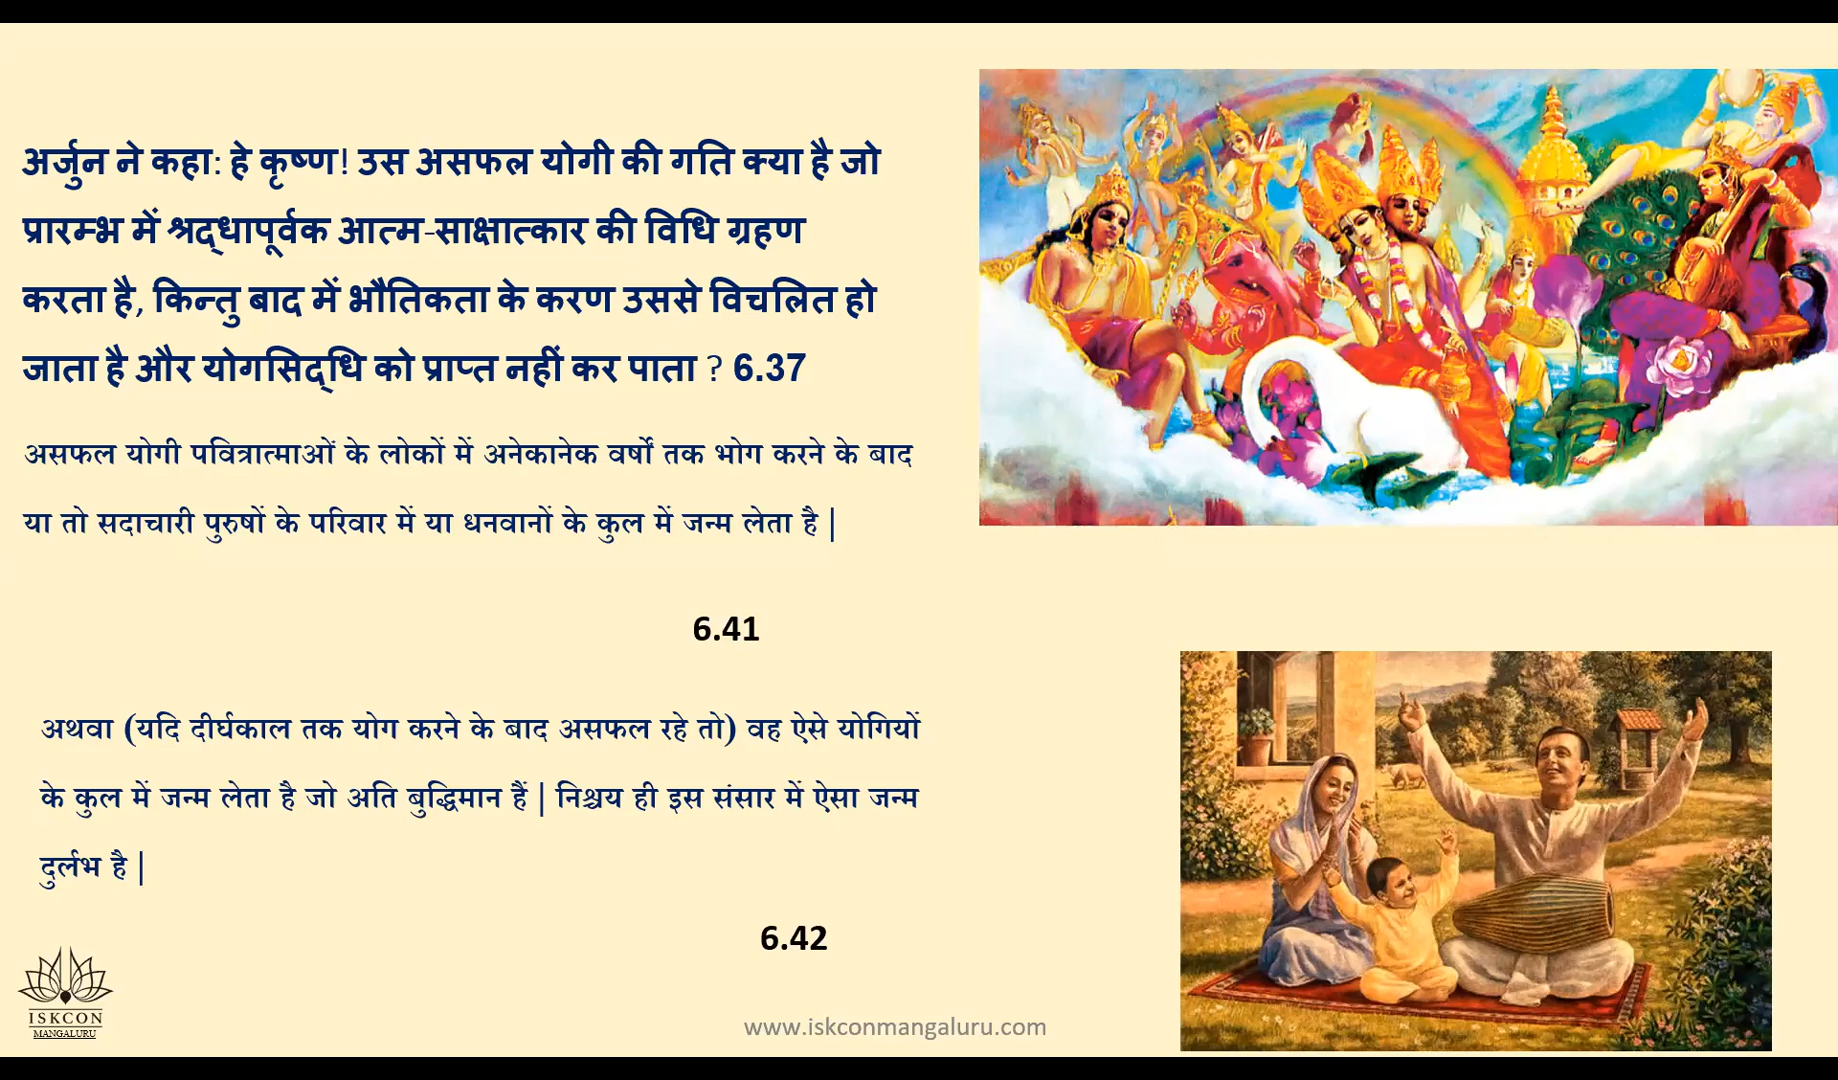 अर्जुन ने कहा: हे कृष्ण! उस असफल योगी की गति क्या है जो
प्रारम्भ में श्रद्धापूर्वक आत्म-साक्षात्कार की विधि ग्रहण
करता है, किन्तु बाद में भौतिकता के करण उससे विचलित हो
जाता है और योगसिद्धि को प्राप्त नहीं कर पाता ? 6.37
असफल योगी पवित्रात्माओं के लोकों में अनेकानेक वर्षों तक भोग करने के बाद
या तो सदाचारी पुरुषों के परिवार में या धनवानों के कुल में जन्म लेता है |
6.41
अथवा (यदि दीर्घकाल तक योग करने के बाद असफल रहे तो) वह ऐसे योगियों
के कुल में जन्म लेता है जो अति बुद्धिमान हैं | निश्चय ही इस संसार में ऐसा जन्म
दुर्लभ है |
6.42
ISKCON
MANGALURU
www.iskconmangaluru.com